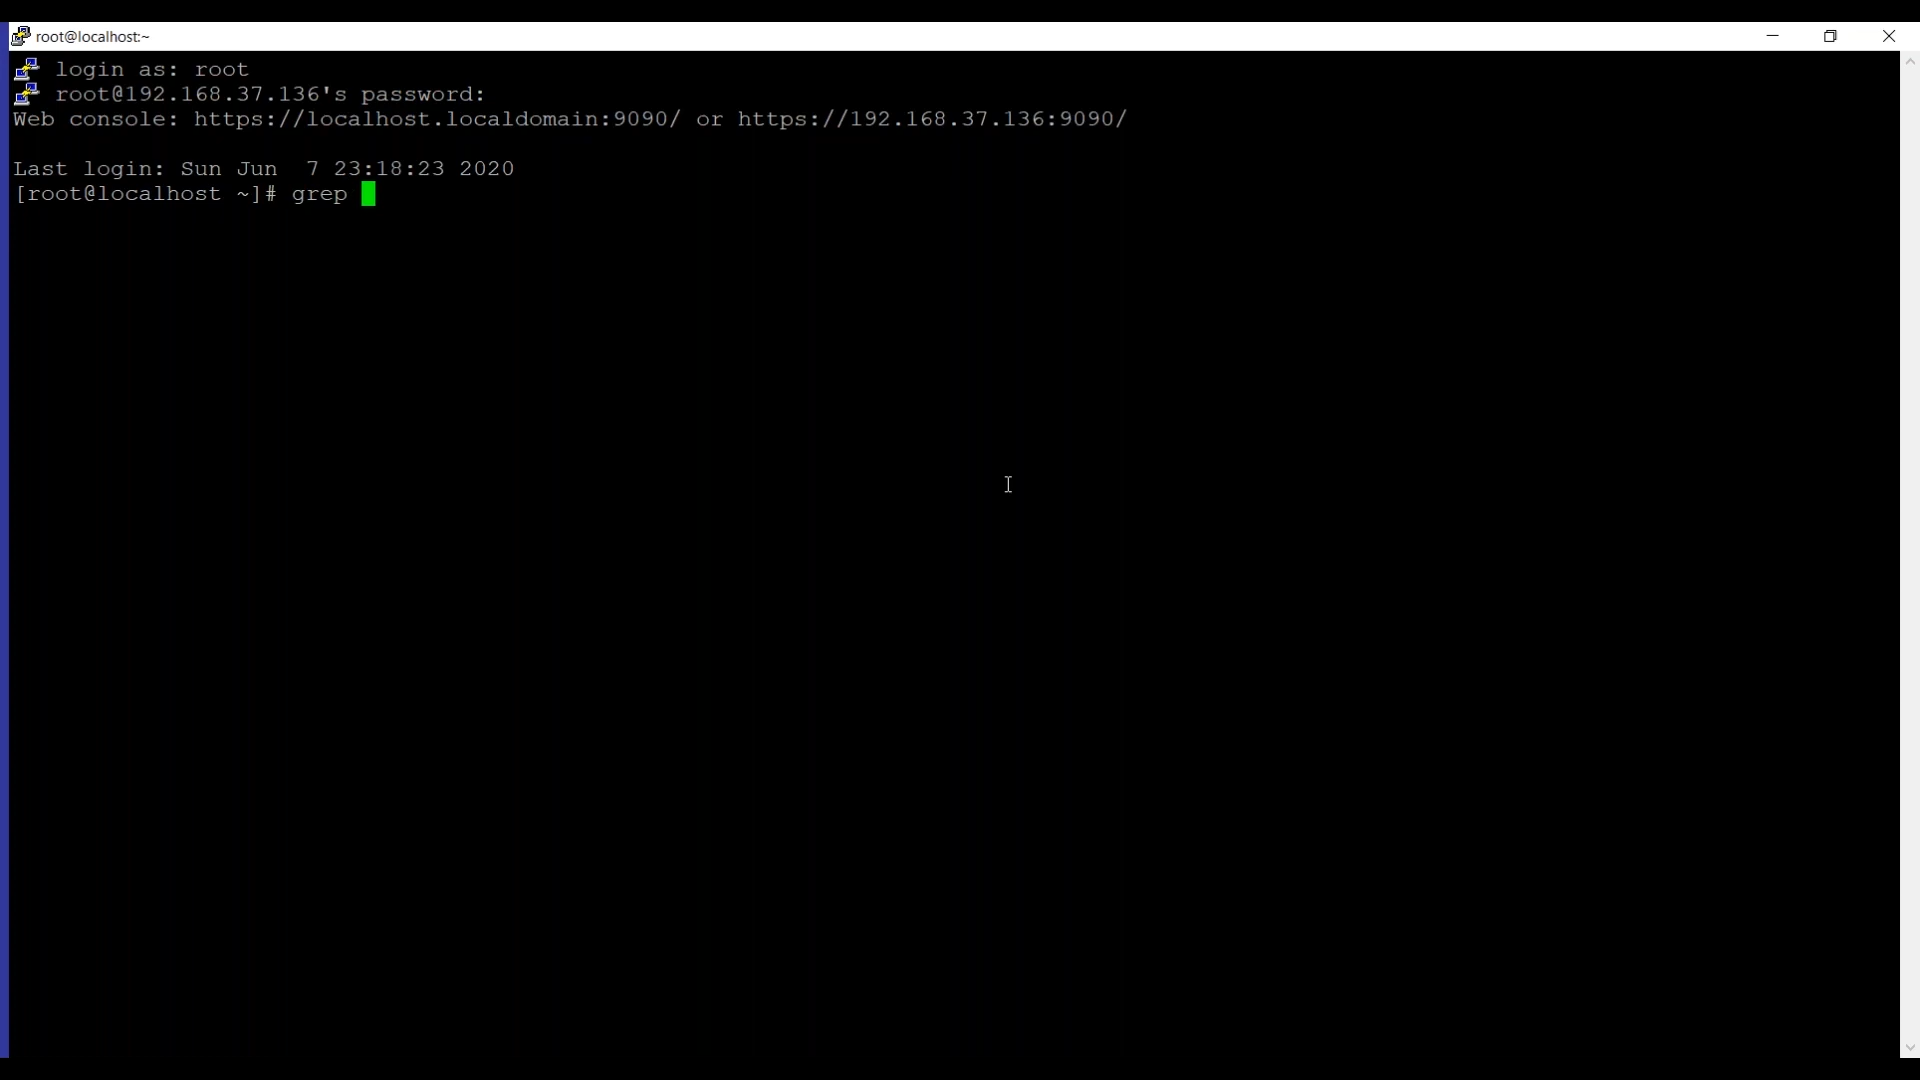 root@localhost:~
login as: root
root@192.168.37.136's password:
Web console: https://localhost.localdomain:9090/ or https://192.168.37.136:9090/
Last login: Sun Jun  7 23:18:23 2020
[root@localhost ~]# grep